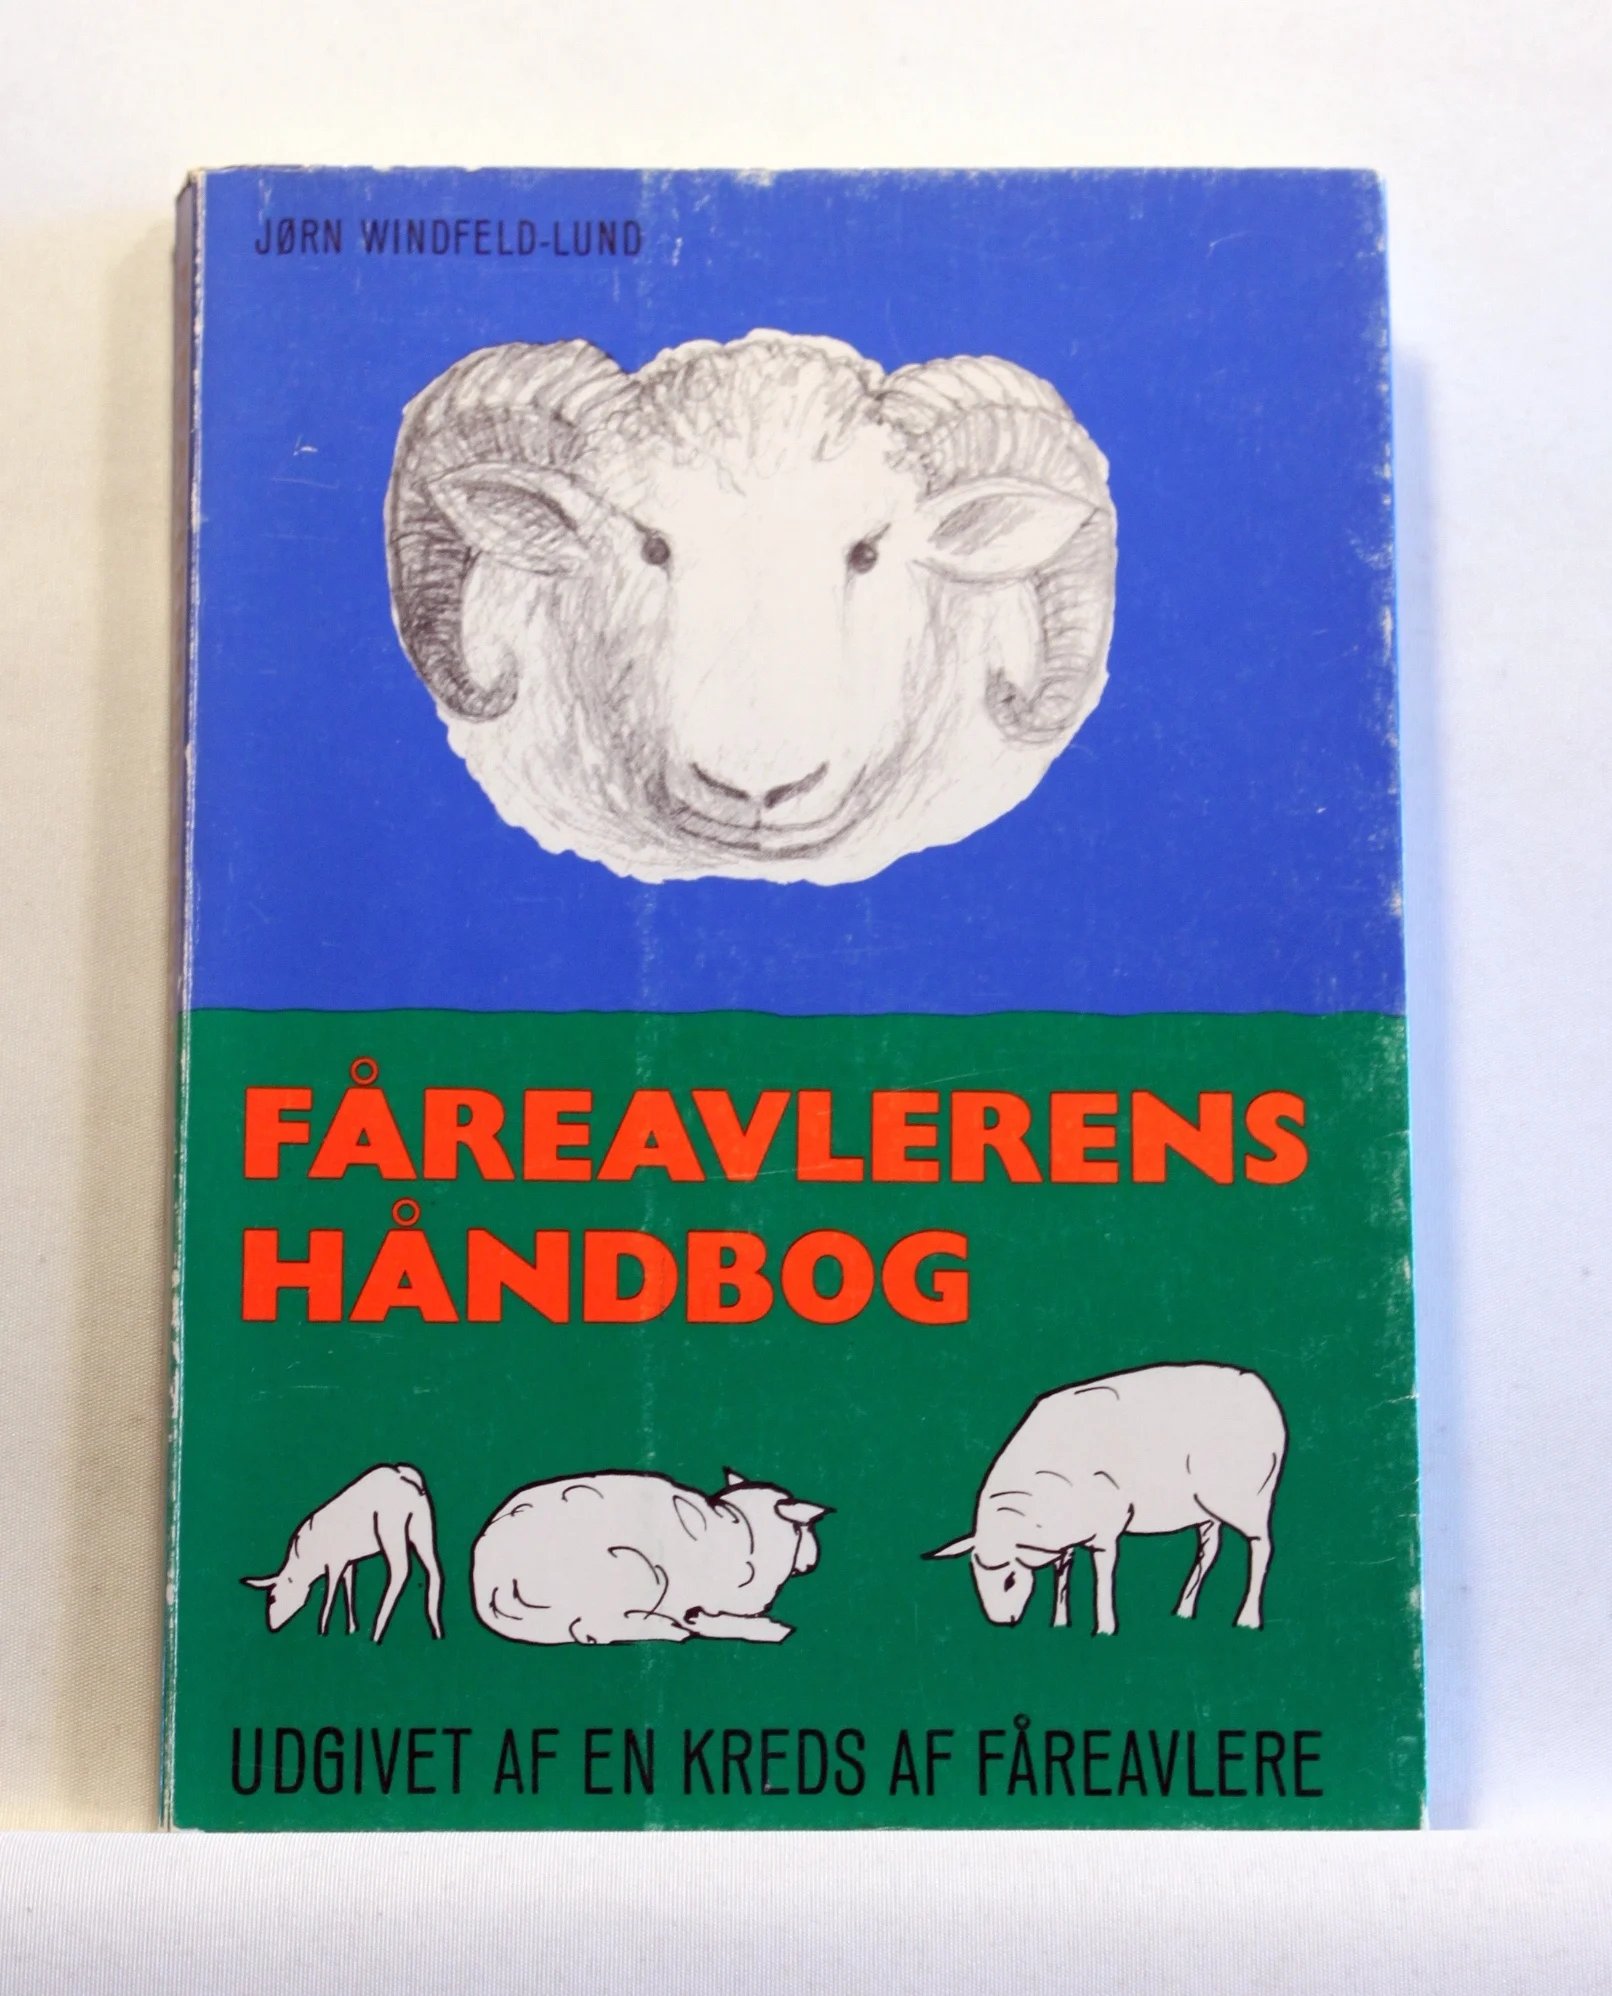 JØRN WINDFELD-LUND
FÅREAVLERENS
HÅNDBOG
UDGIVET AF EN KREDS AF FÅREAVLERE